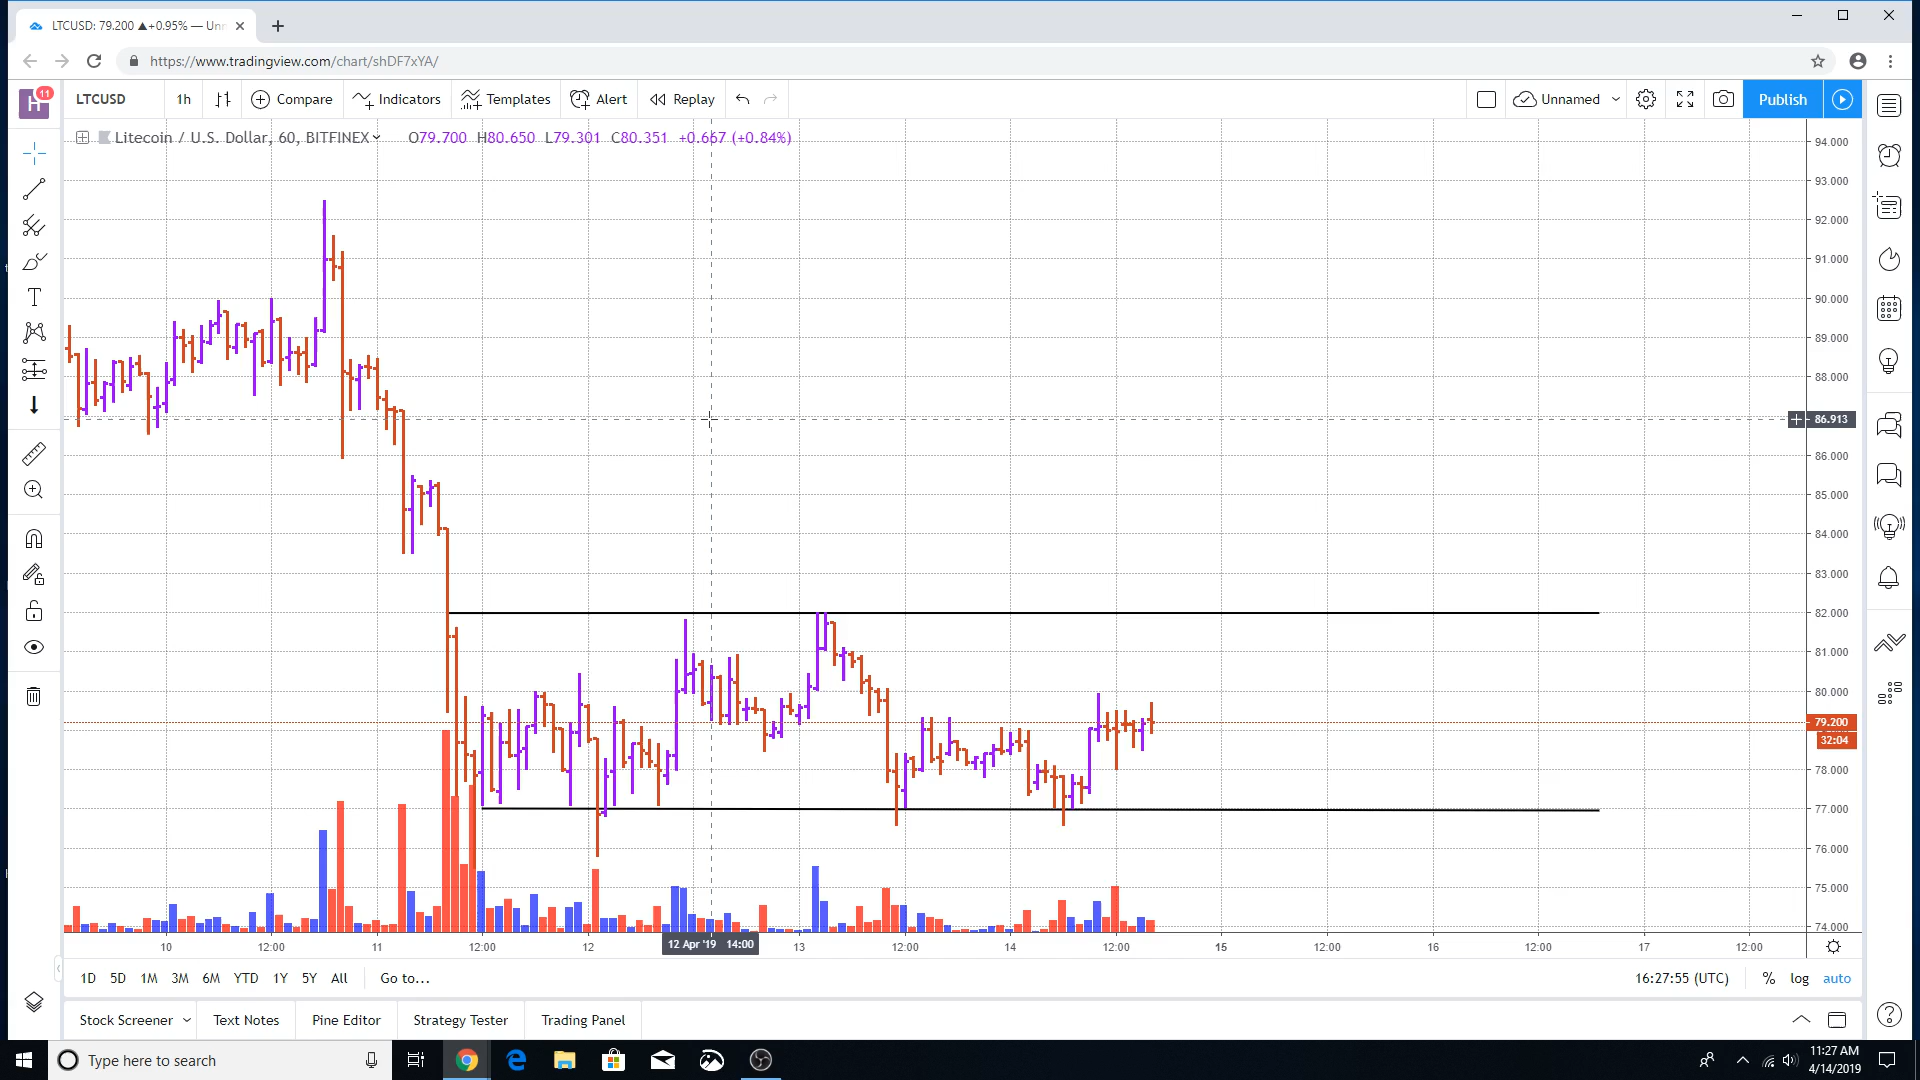 LTCUSD: 79.200 ▲+0.95% — Unn
https://www.tradingview.com/chart/shDF7xYA/
H
11
LTCUSD
1h
Compare
Indicators
Templates
Alert
Replay
Unnamed
Publish
Litecoin / U.S. Dollar, 60, BITFINEX
O79.700 H80.650 L79.301 C80.351 +0.667 (+0.84%)
94.000
93.000
92.000
91.000
90.000
89.000
88.000
86.913
86.000
85.000
84.000
83.000
82.000
81.000
80.000
79.200
32:04
78.000
77.000
76.000
75.000
74.000
10 12:00 11 12:00 12 12 Apr '19 14:00 13 12:00 14 12:00 15 12:00 16 12:00 17 12:00
1D 5D 1M 3M 6M YTD 1Y 5Y All Go to...
16:27:55 (UTC) % log auto
Stock Screener Text Notes Pine Editor Strategy Tester Trading Panel
Type here to search
11:27 AM
4/14/2019